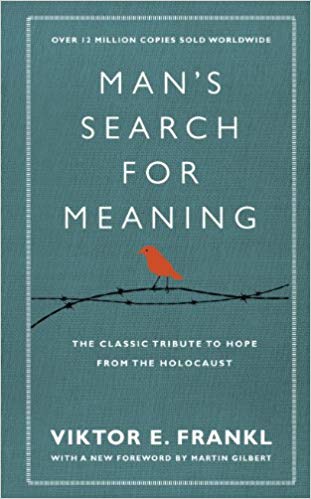 OVER 12 MILLION COPIES SOLD WORLDWIDE
MAN'S
SEARCH
FOR
MEANING
THE CLASSIC TRIBUTE TO HOPE
FROM THE HOLOCAUST
VIKTOR E. FRANKL
WITH A NEW FOREWORD BY MARTIN GILBERT